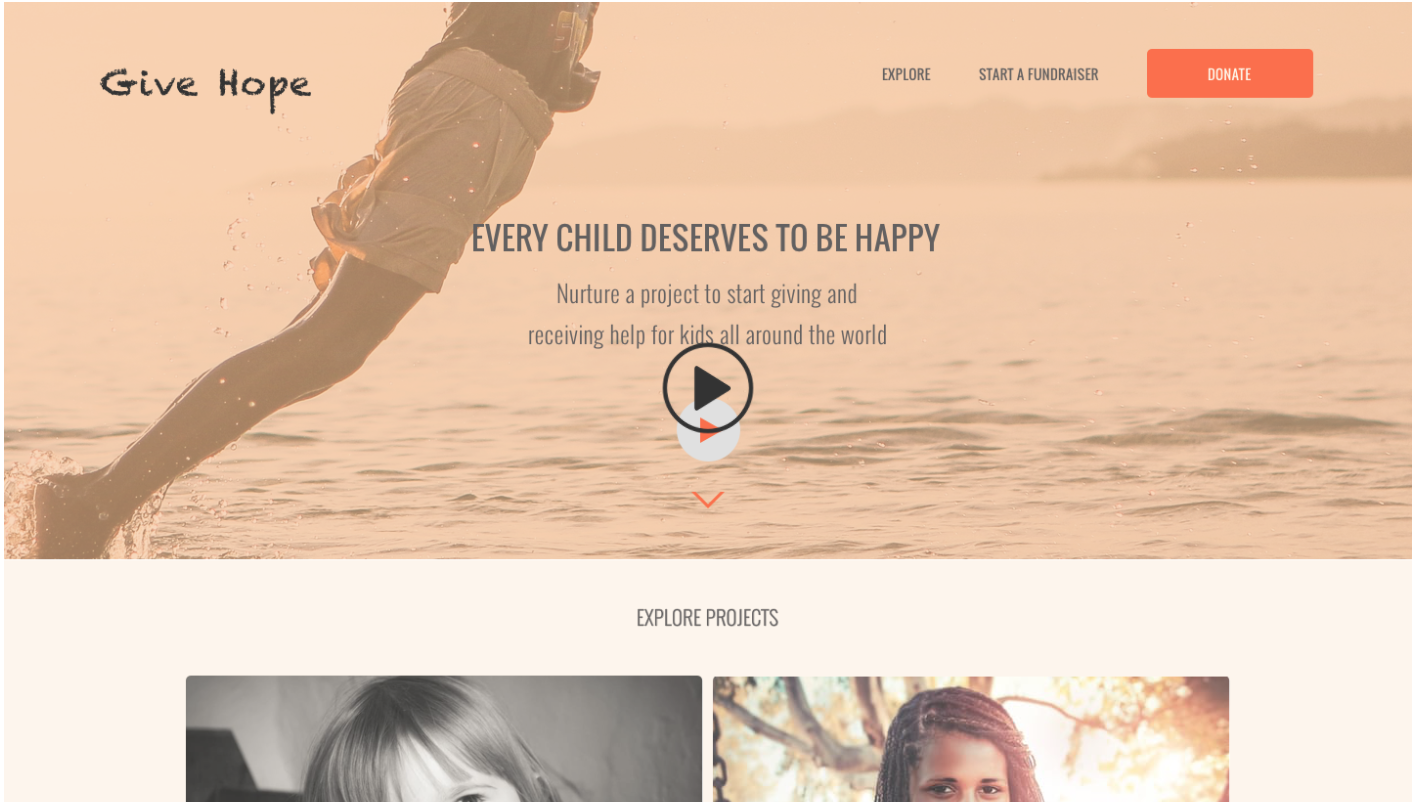 Give Hope
EXPLORE
START A FUNDRAISER
DONATE
EVERY CHILD DESERVES TO BE HAPPY
Nurture a project to start giving and
receiving help for kids all around the world
EXPLORE PROJECTS